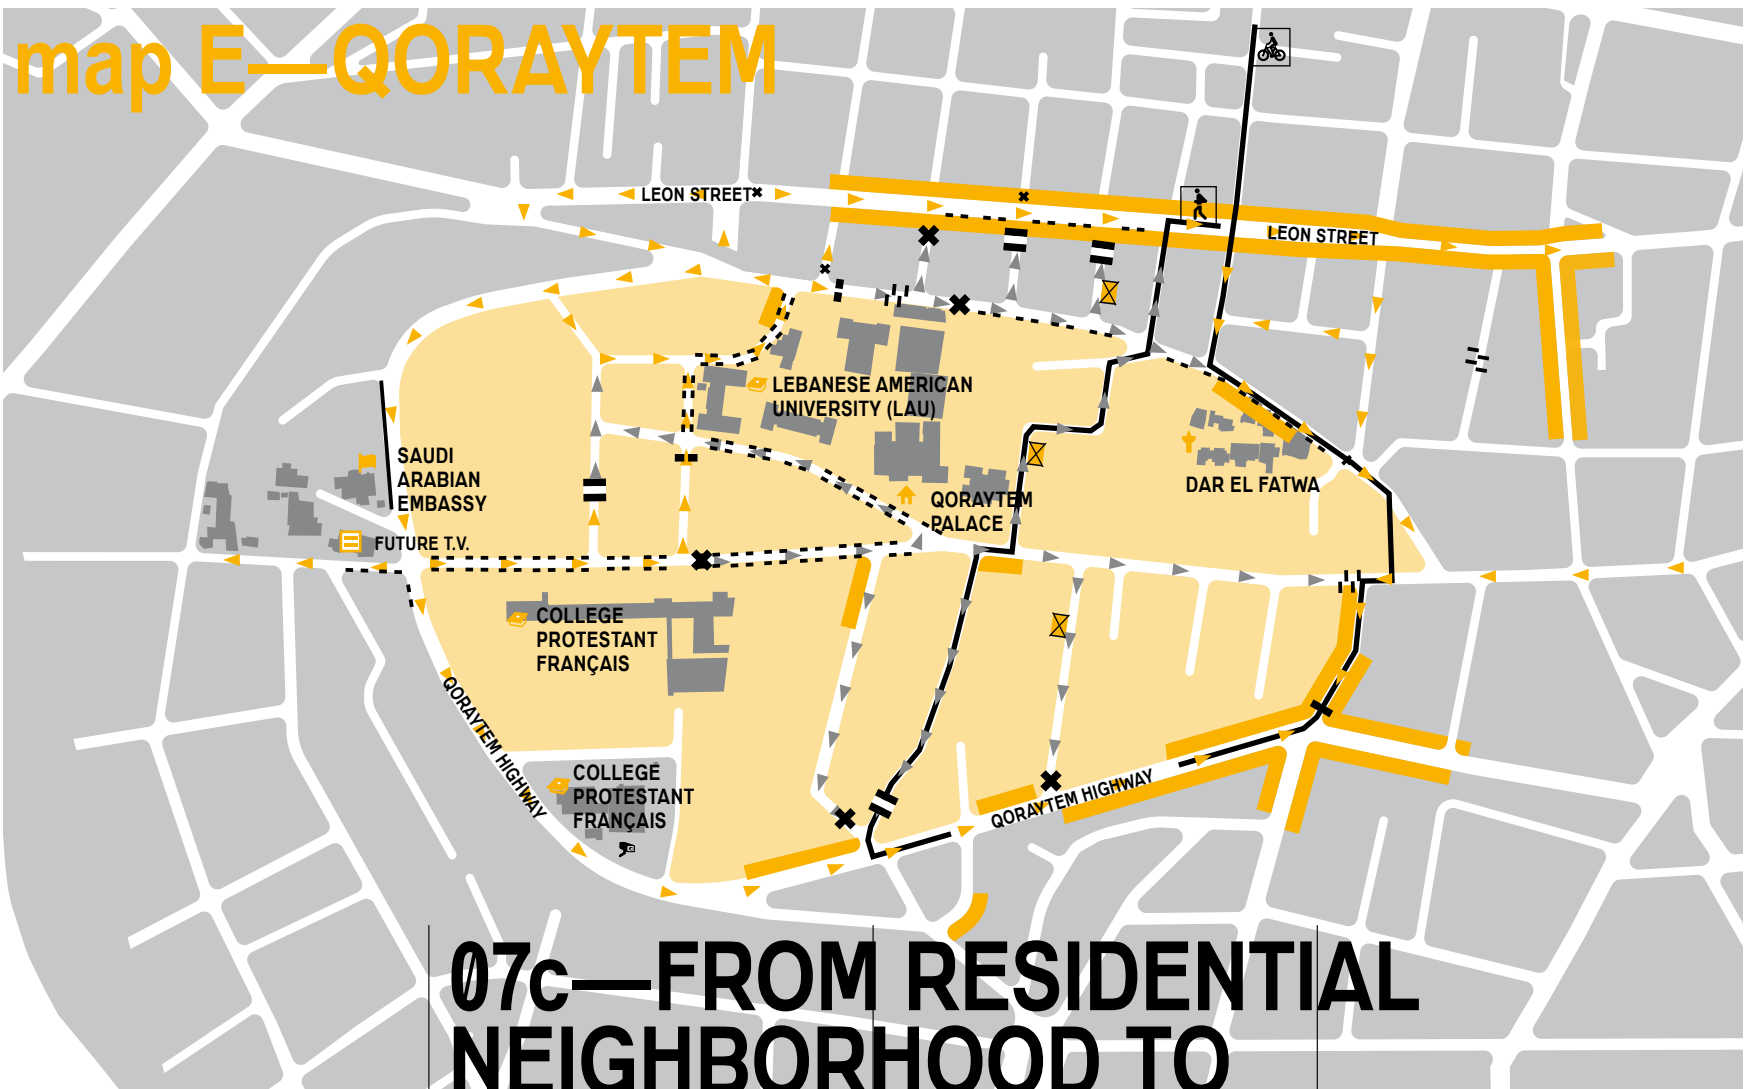 map E—QORAYTEM
LEON STREET
LEON STREET
LEBANESE AMERICAN
UNIVERSITY (LAU)
SAUDI
ARABIAN
EMBASSY
QORAYTEM
PALACE
DAR EL FATWA
FUTURE T.V.
COLLEGE
PROTESTANT
FRANÇAIS
QORAYTEM HIGHWAY
COLLEGE
PROTESTANT
FRANÇAIS
QORAYTEM HIGHWAY
07c—FROM RESIDENTIAL
NEIGHBORHOOD TO